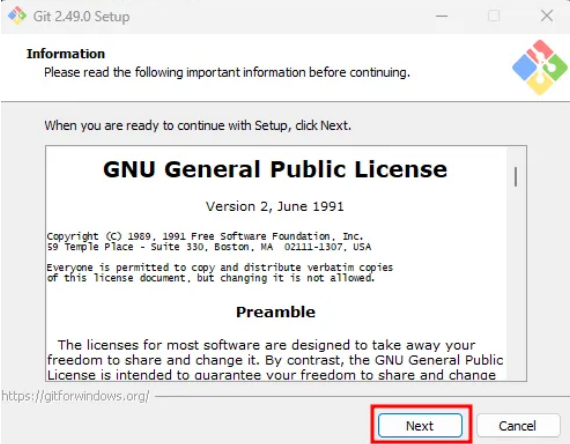 Git 2.49.0 Setup
Information
Please read the following important information before continuing.
When you are ready to continue with Setup, click Next.
GNU General Public License
Version 2, June 1991
Copyright (C) 1989, 1991 Free Software Foundation, Inc.
59 Temple Place - Suite 330, Boston, MA  02111-1307, USA
Everyone is permitted to copy and distribute verbatim copies
of this license document, but changing it is not allowed.
Preamble
The licenses for most software are designed to take away your
freedom to share and change it. By contrast, the GNU General Public
License is intended to guarantee your freedom to share and change
https://gitforwindows.org/
Next
Cancel